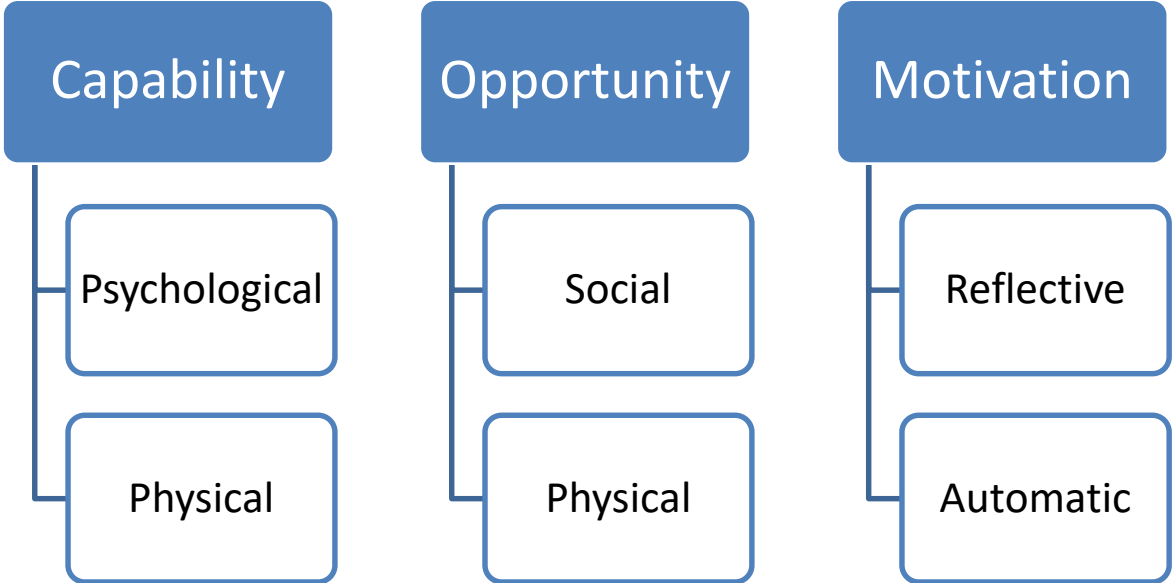 Capability
Psychological
Physical
Opportunity
Social
Physical
Motivation
Reflective
Automatic